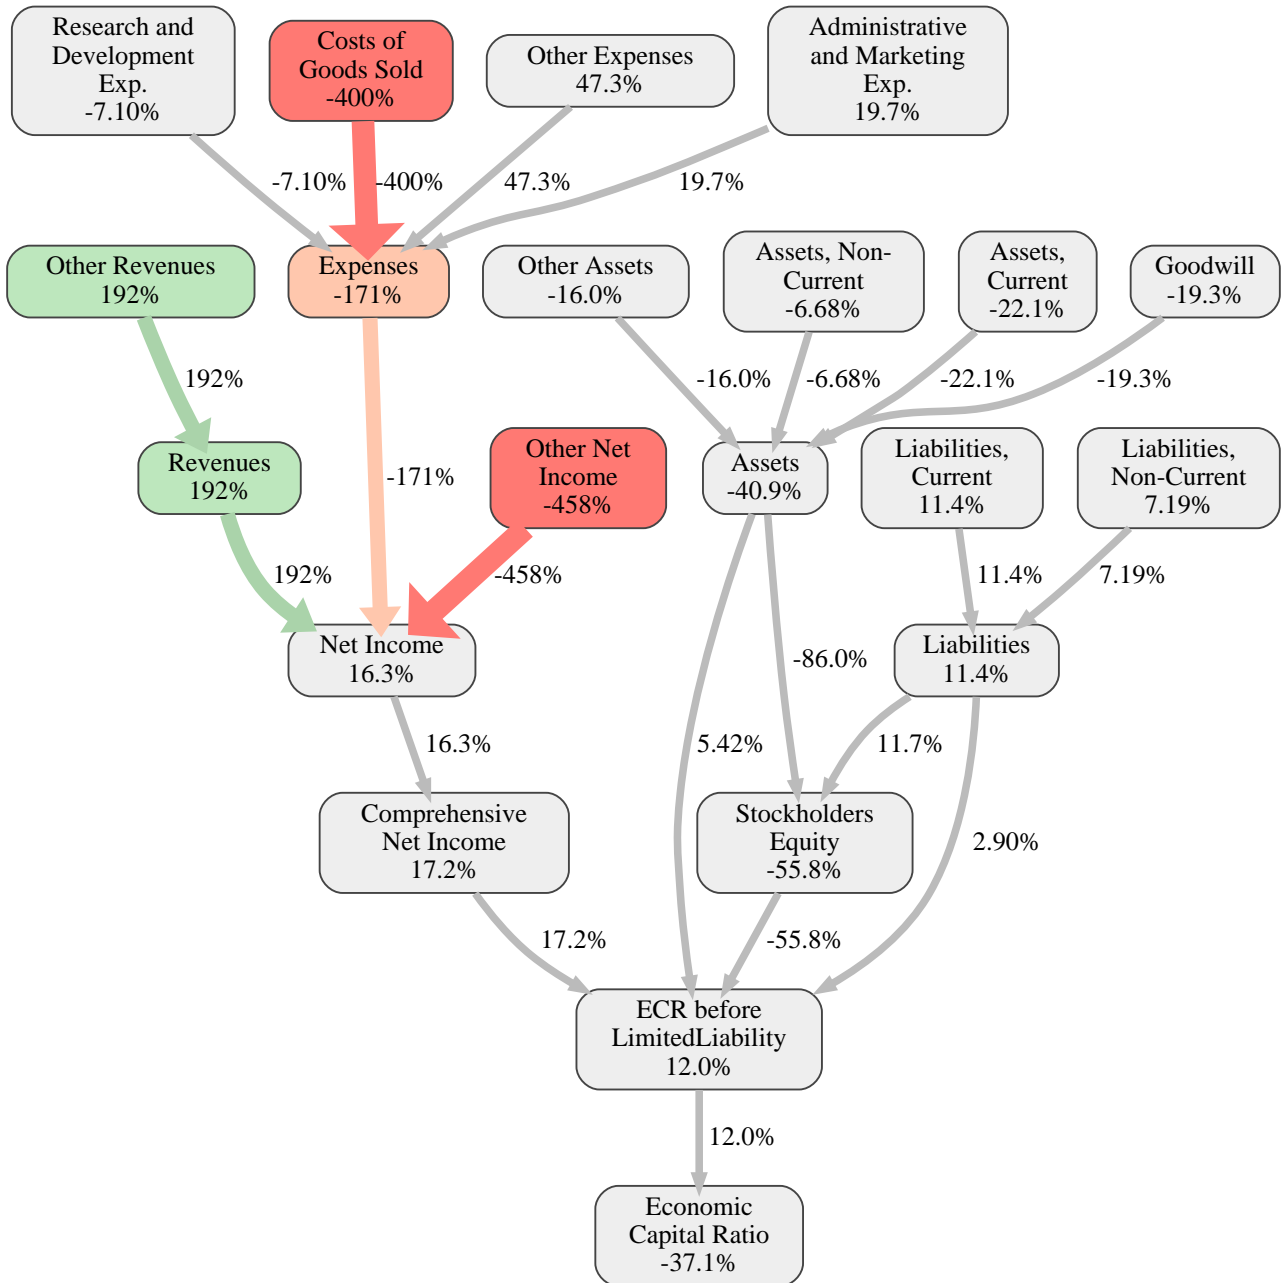 Research and
Development
Exp.
-7.10%
Costs of
Goods Sold
-400%
Other Expenses
47.3%
Administrative
and Marketing
Exp.
19.7%
-7.10%
-400%
47.3%
19.7%
Other Revenues
192%
Expenses
-171%
Other Assets
-16.0%
Assets, Non-
Current
-6.68%
Assets,
Current
-22.1%
Goodwill
-19.3%
192%
-16.0%
-6.68%
-22.1%
-19.3%
Revenues
192%
-171%
Other Net
Income
-458%
Assets
-40.9%
Liabilities,
Current
11.4%
Liabilities,
Non-Current
7.19%
192%
-458%
11.4%
7.19%
Net Income
16.3%
-86.0%
Liabilities
11.4%
16.3%
5.42%
11.7%
Comprehensive
Net Income
17.2%
Stockholders
Equity
-55.8%
2.90%
17.2%
-55.8%
ECR before
LimitedLiability
12.0%
12.0%
Economic
Capital Ratio
-37.1%